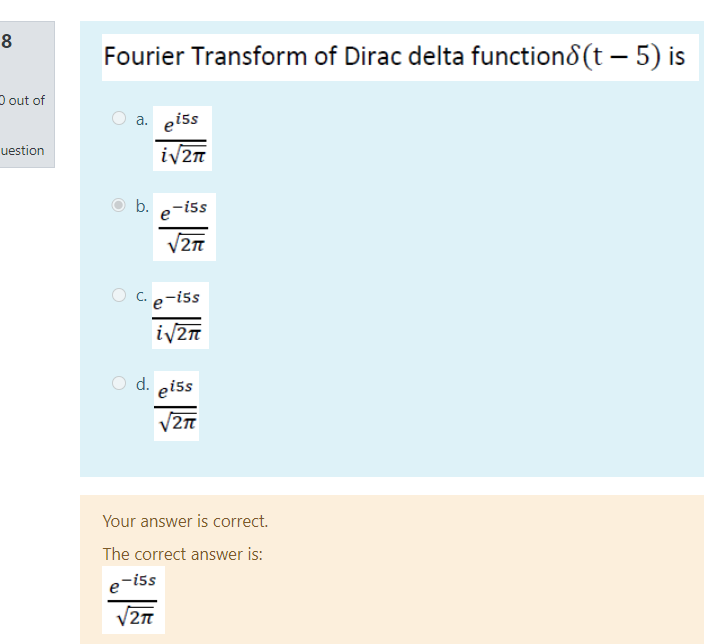 8
0 out of
uestion
Fourier Transform of Dirac delta functionδ(t − 5) is
a. e^{i5s} / i√2π
b. e^{−i5s} / √2π
c. e^{−i5s} / i√2π
d. e^{i5s} / √2π
Your answer is correct.
The correct answer is:
e^{−i5s} / √2π